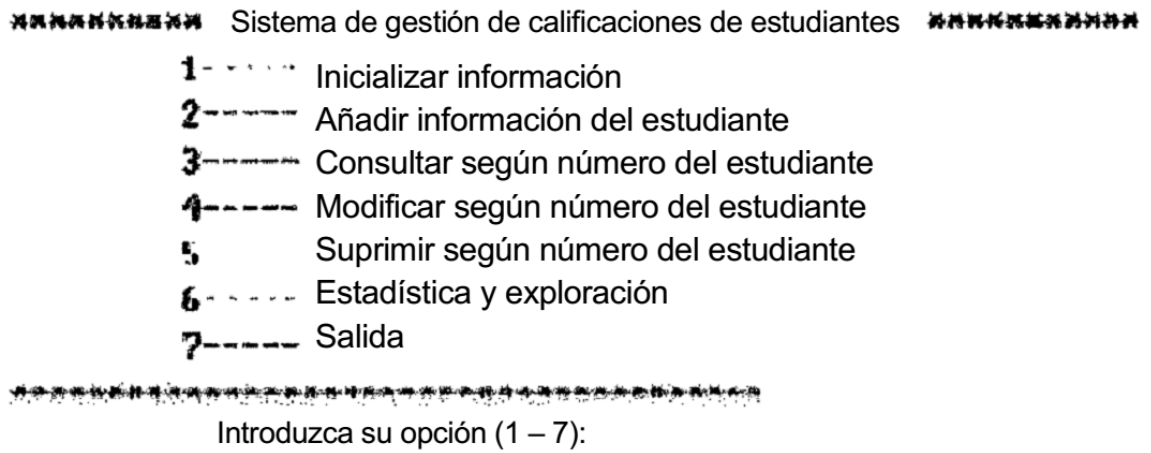 *********** Sistema de gestión de calificaciones de estudiantes ************
1----- Inicializar información
2----- Añadir información del estudiante
3----- Consultar según número del estudiante
4----- Modificar según número del estudiante
5 Suprimir según número del estudiante
6----- Estadística y exploración
7----- Salida
Introduzca su opción (1 – 7):